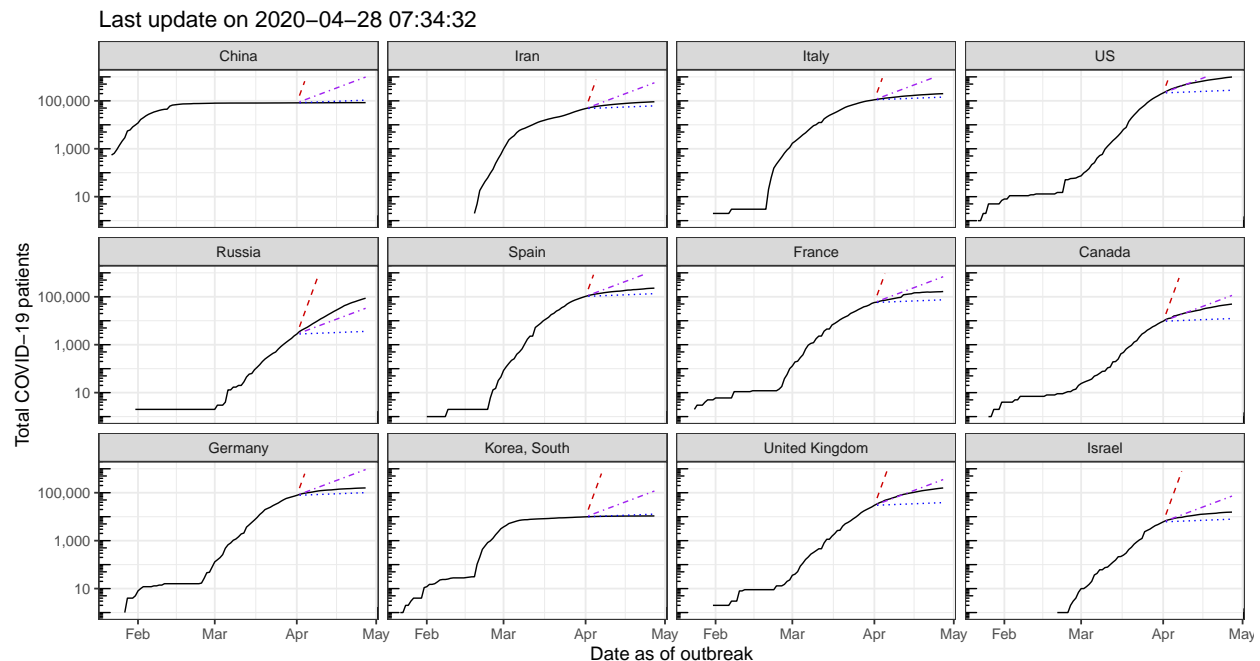 Last update on 2020−04−28 07:34:32
China
Iran
Italy
US
100,000
1,000
10
Russia
Spain
France
Canada
100,000
1,000
10
Germany
Korea, South
United Kingdom
Israel
100,000
1,000
10
Total COVID−19 patients
Feb Mar Apr May Feb Mar Apr May Feb Mar Apr May Feb Mar Apr May
Date as of outbreak